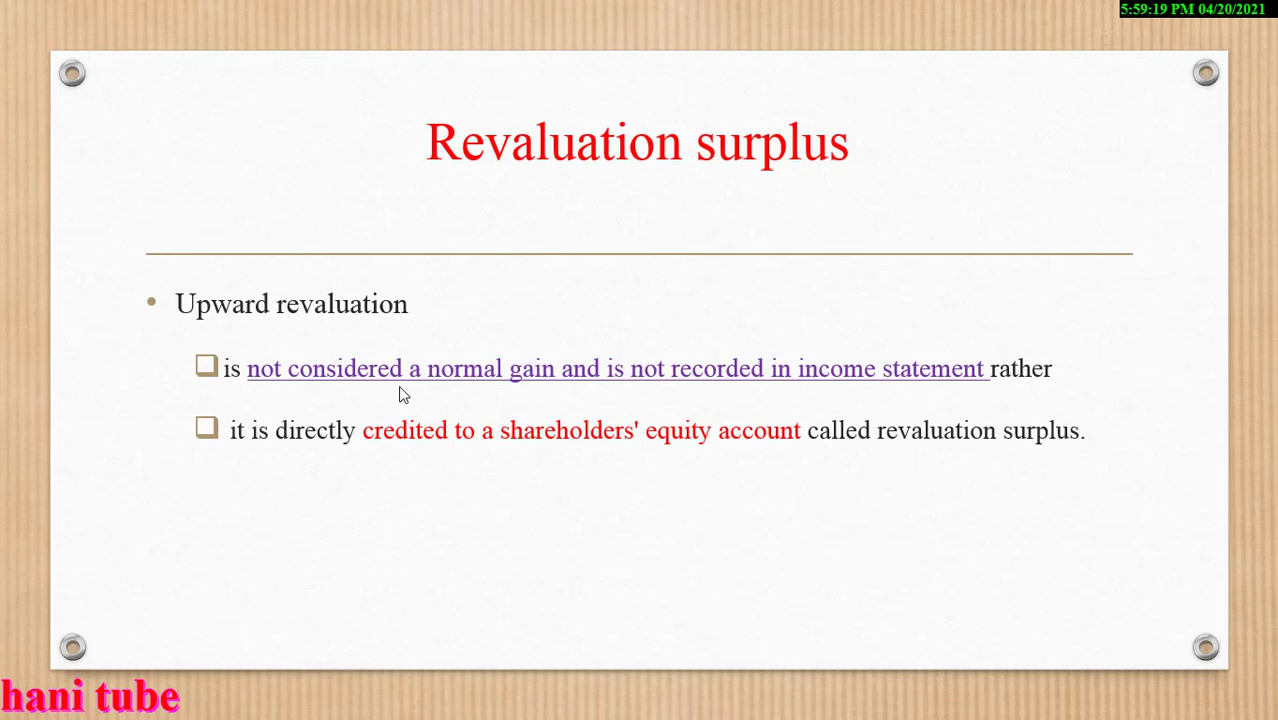 5:59:19 PM 04/20/2021
Revaluation surplus
• Upward revaluation
❑ is not considered a normal gain and is not recorded in income statement rather
❑ it is directly credited to a shareholders' equity account called revaluation surplus.
hani tube